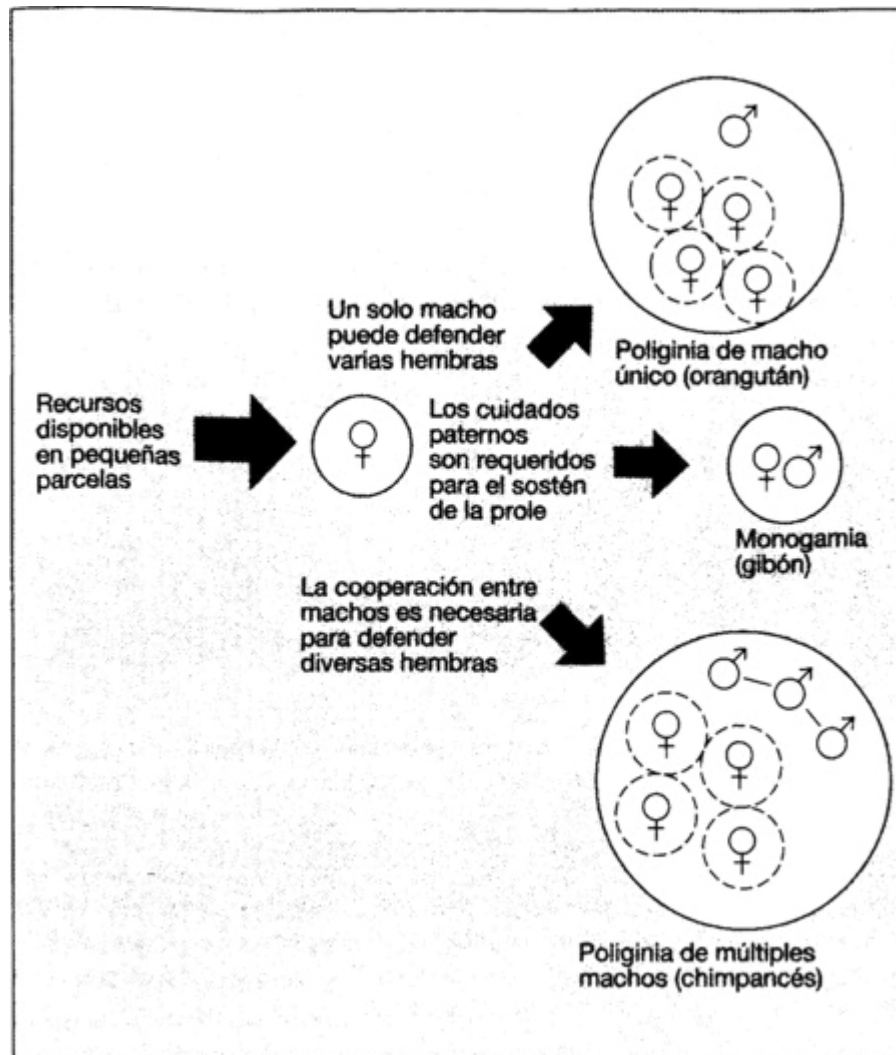 Un solo macho
puede defender
varias hembras
Poliginia de macho
único (orangután)
Recursos
disponibles
en pequeñas
parcelas
Los cuidados
paternos
son requeridos
para el sostén
de la prole
Monogamia
(gibón)
La cooperación entre
machos es necesaria
para defender
diversas hembras
Poliginia de múltiples
machos (chimpancés)